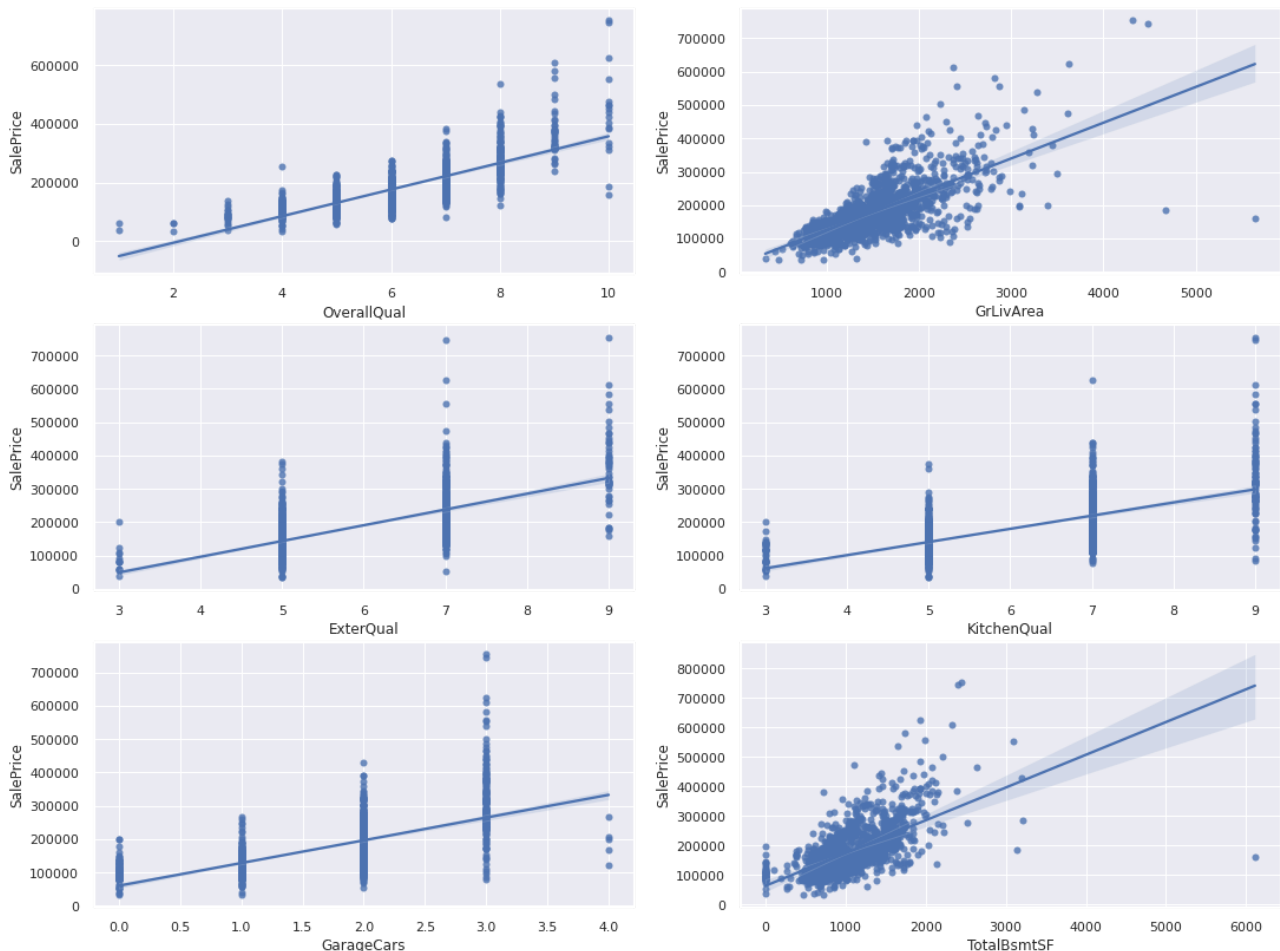 SalePrice
600000
400000
200000
0
2 4 6 8 10
OverallQual
SalePrice
700000
600000
500000
400000
300000
200000
100000
0
1000 2000 3000 4000 5000
GrLivArea
SalePrice
700000
600000
500000
400000
300000
200000
100000
0
3 4 5 6 7 8 9
ExterQual
SalePrice
700000
600000
500000
400000
300000
200000
100000
0
3 4 5 6 7 8 9
KitchenQual
SalePrice
700000
600000
500000
400000
300000
200000
100000
0
0.0 0.5 1.0 1.5 2.0 2.5 3.0 3.5 4.0
GarageCars
SalePrice
800000
700000
600000
500000
400000
300000
200000
100000
0
0 1000 2000 3000 4000 5000 6000
TotalBsmtSF